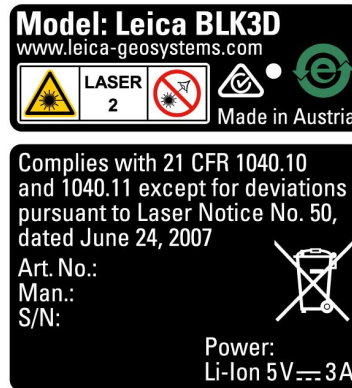 Model: Leica BLK3D
www.leica-geosystems.com
LASER
2
e
Made in Austria
Complies with 21 CFR 1040.10
and 1040.11 except for deviations
pursuant to Laser Notice No. 50,
dated June 24, 2007
Art. No.:
Man.:
S/N:
Power:
Li-Ion 5V⎓3A